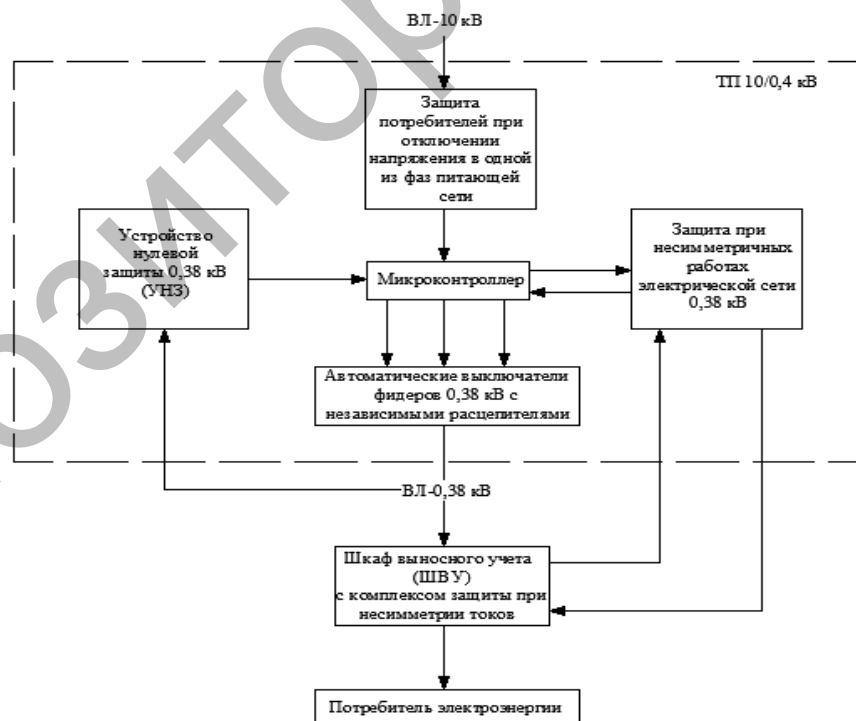 ВЛ-10 кВ
ТП 10/0,4 кВ
Защита
потребителей при
отключении
напряжения в одной
из фаз питающей
сети
Устройство
нулевой
защиты 0,38 кВ
(УНЗ)
Микроконтроллер
Защита при
несимметричных
работах
электрической сети
0,38 кВ
Автоматические выключатели
фидеров 0,38 кВ с
независимыми расцепителями
ВЛ-0,38 кВ
Шкаф выносного учета
(ШВУ)
с комплексом защиты при
несимметрии токов
Потребитель электроэнергии